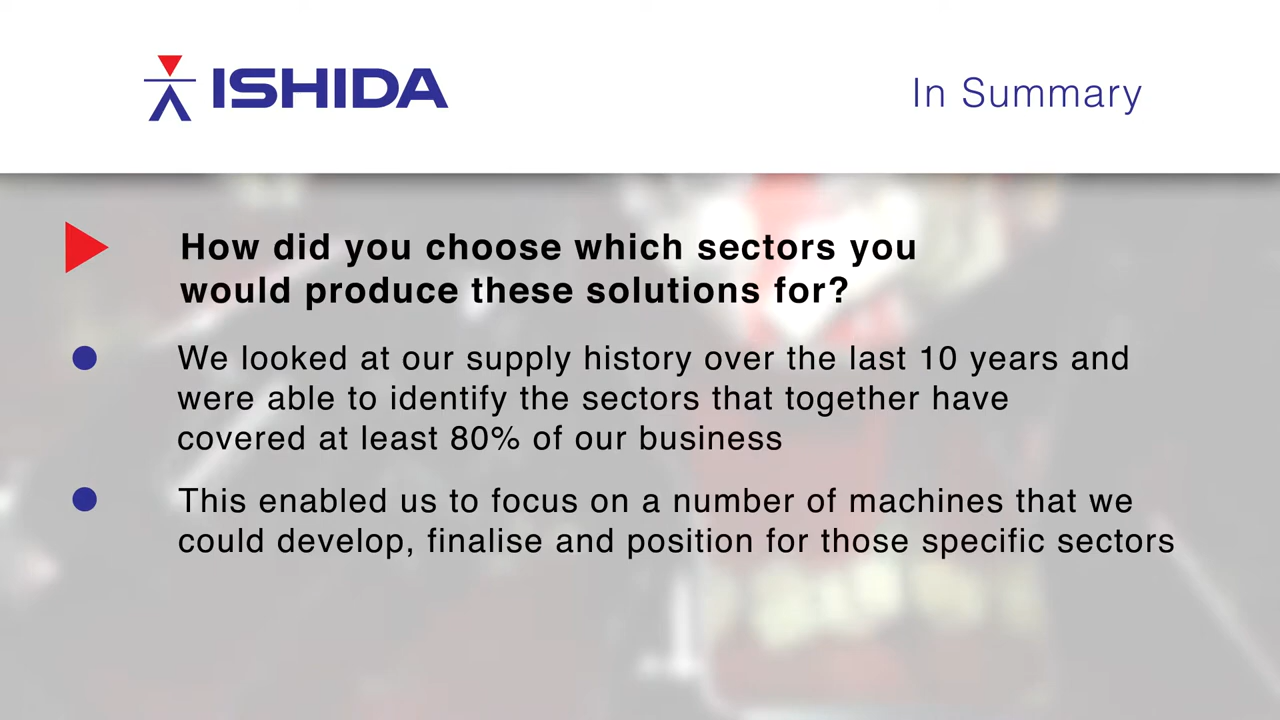 ISHIDA
In Summary
How did you choose which sectors you
would produce these solutions for?
We looked at our supply history over the last 10 years and
were able to identify the sectors that together have
covered at least 80% of our business
This enabled us to focus on a number of machines that we
could develop, finalise and position for those specific sectors